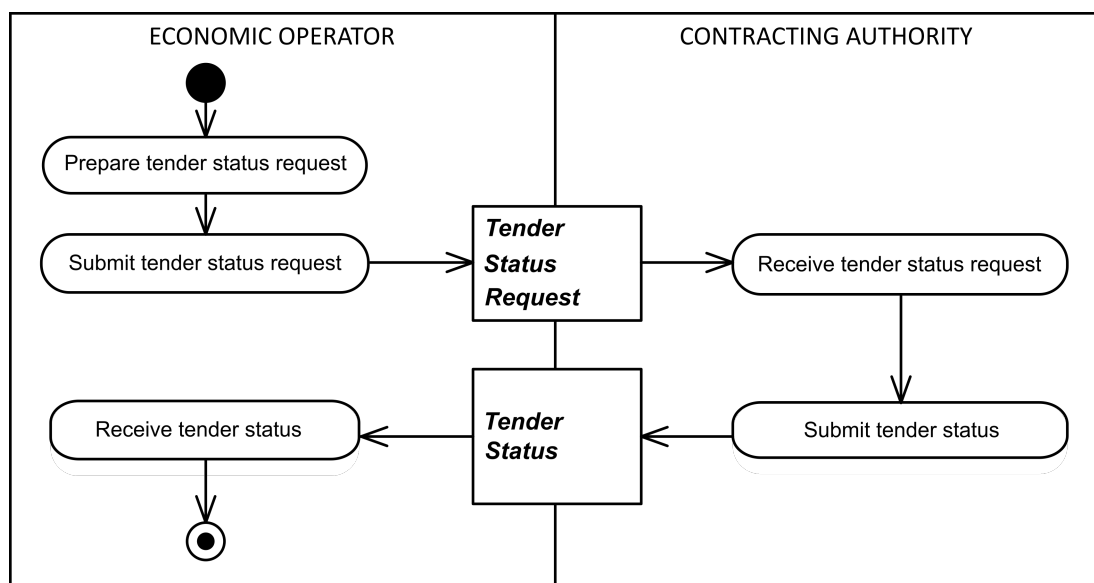 ECONOMIC OPERATOR
CONTRACTING AUTHORITY
Prepare tender status request
Submit tender status request
Tender
Status
Request
Receive tender status request
Receive tender status
Tender
Status
Submit tender status